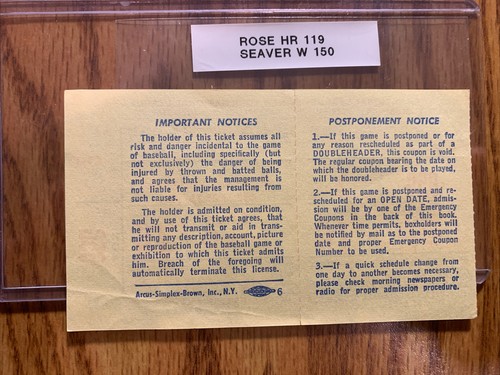 ROSE HR 119
SEAVER W 150
IMPORTANT NOTICES
The holder of this ticket assumes all
risk and danger incidental to the game
of baseball, including specifically (but
not exclusively) the danger of being
injured by thrown and batted balls,
and agrees that the management is
not liable for injuries resulting from
such causes.
The holder is admitted on condition,
and by use of this ticket agrees, that
he will not transmit or aid in trans-
mitting any description, account, picture
or reproduction of the baseball game or
exhibition to which this ticket admits
him. Breach of the foregoing will
automatically terminate this license.
Arcus-Simplex-Brown, Inc., N.Y. 6
POSTPONEMENT NOTICE
1.—If this game is postponed or for
any reason rescheduled as part of a
DOUBLEHEADER, this coupon is void.
The regular coupon bearing the date on
which the doubleheader is to be played,
will be honored.
2.—If this game is postponed and re-
scheduled for an OPEN DATE, admis-
sion will be by one of the Emergency
Coupons in the back of this book.
Whenever time permits, boxholders will
be notified by mail as to the postponed
date and proper Emergency Coupon
Number to be used.
3.—If a quick schedule change from
one day to another becomes necessary,
please check morning newspapers or
radio for proper admission procedure.